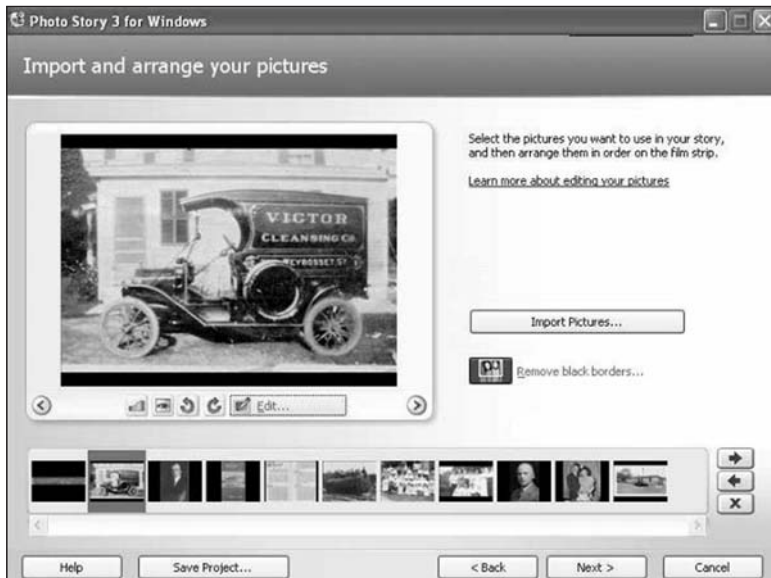 Photo Story 3 for Windows
Import and arrange your pictures
Select the pictures you want to use in your story,
and then arrange them in order on the film strip.
Learn more about editing your pictures
VICTOR
CLEANSING CO.
WEYBOSSET ST.
Import Pictures...
Remove black borders...
Edit...
Help
Save Project...
< Back
Next >
Cancel